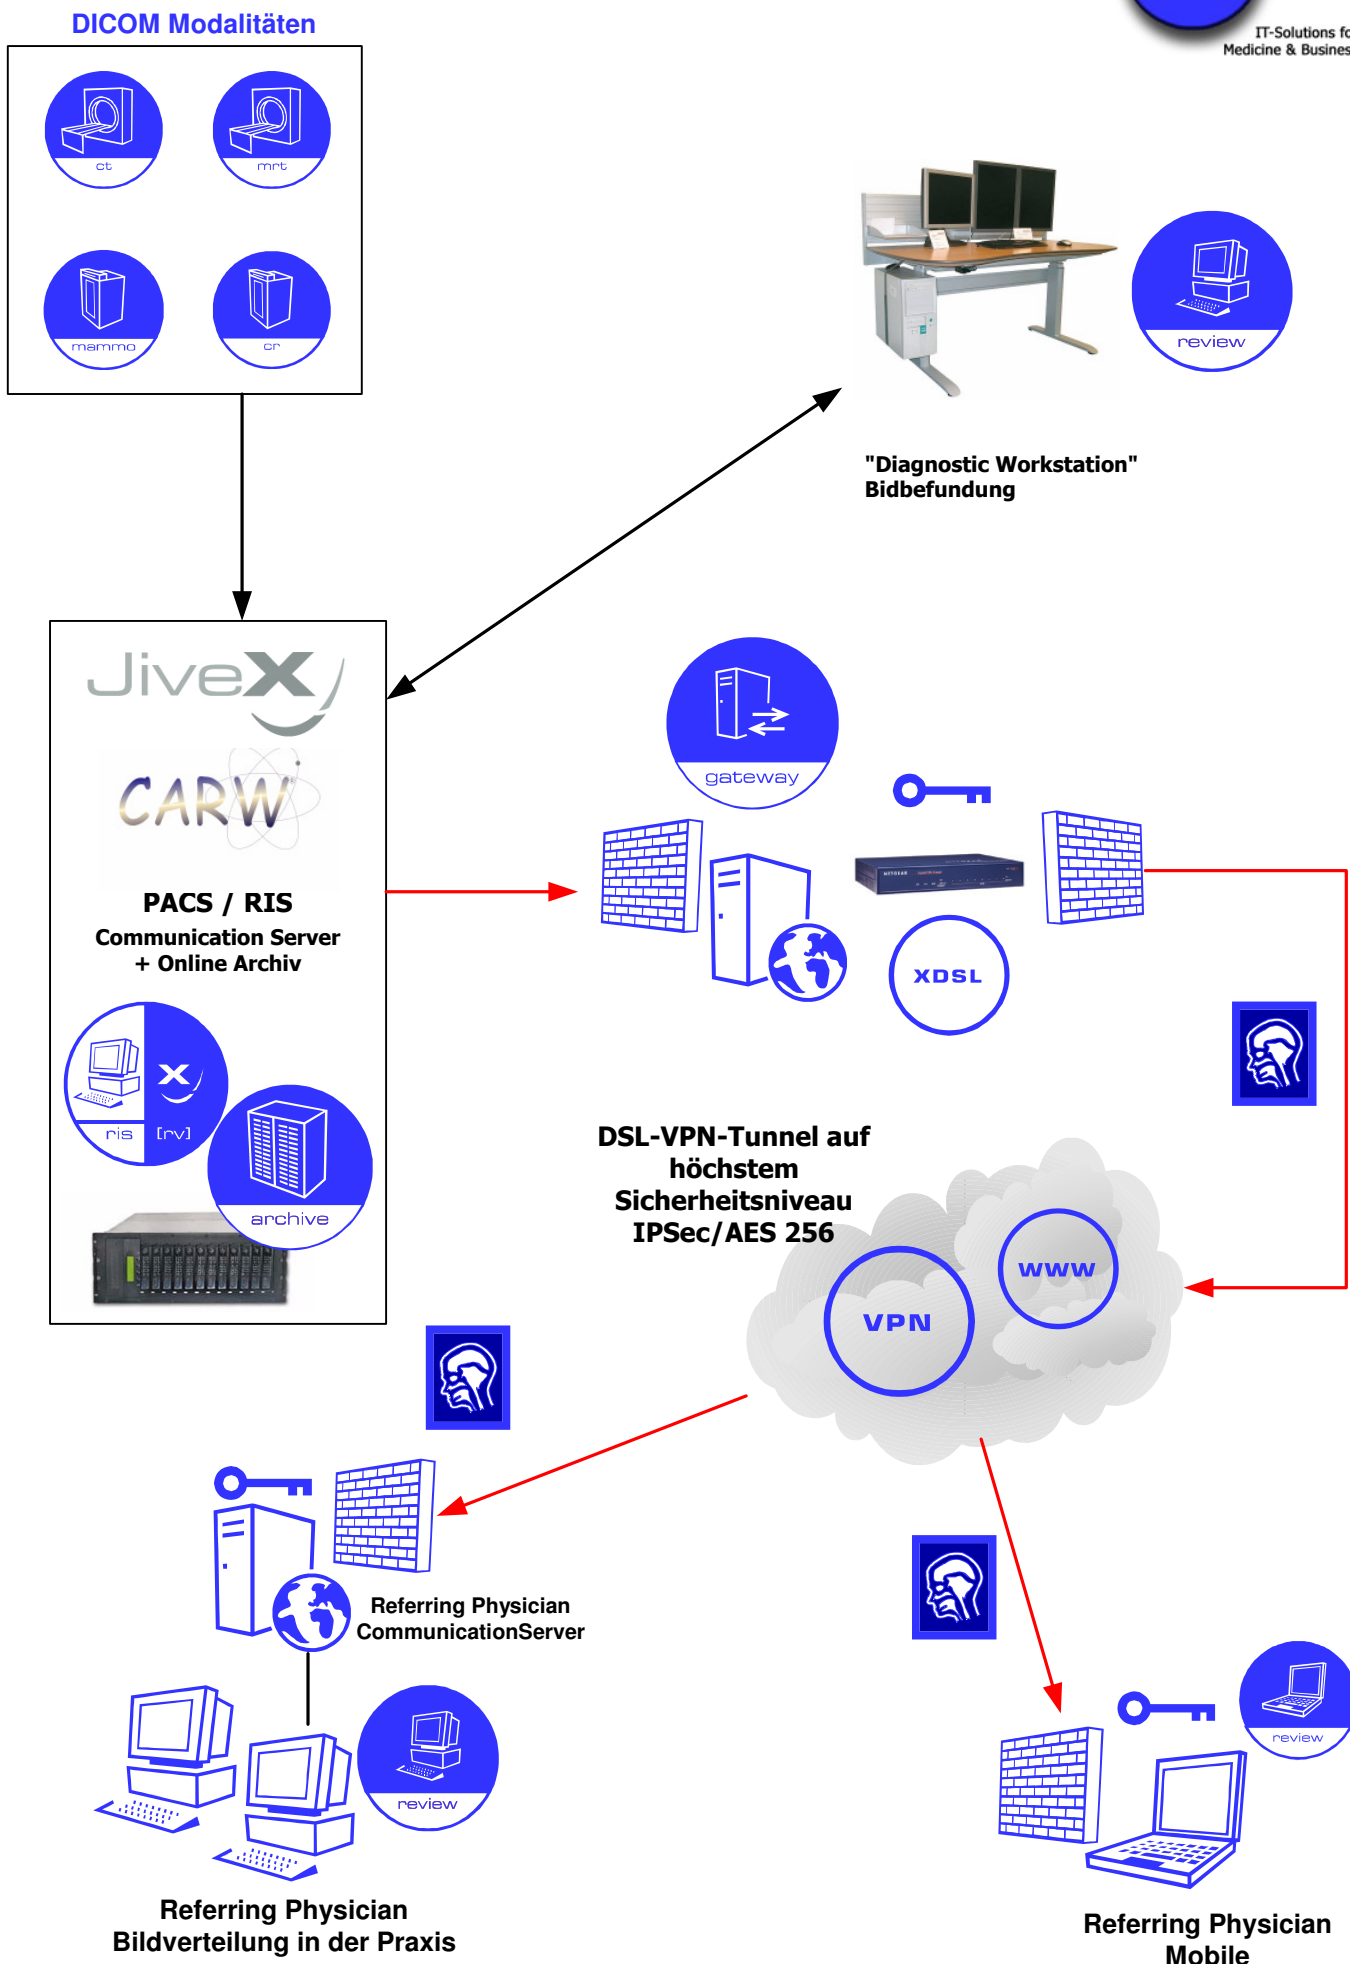 DICOM Modalitäten
IT-Solutions fo
Medicine & Busines
ct
mrt
mammo
cr
review
"Diagnostic Workstation"
Bidbefundung
JiveX
CARW
PACS / RIS
Communication Server
+ Online Archiv
gateway
NETGEAR
XDSL
ris
[rv]
X
archive
DSL-VPN-Tunnel auf
höchstem
Sicherheitsniveau
IPSec/AES 256
www
VPN
Referring Physician
CommunicationServer
review
review
Referring Physician
Bildverteilung in der Praxis
Referring Physician
Mobile